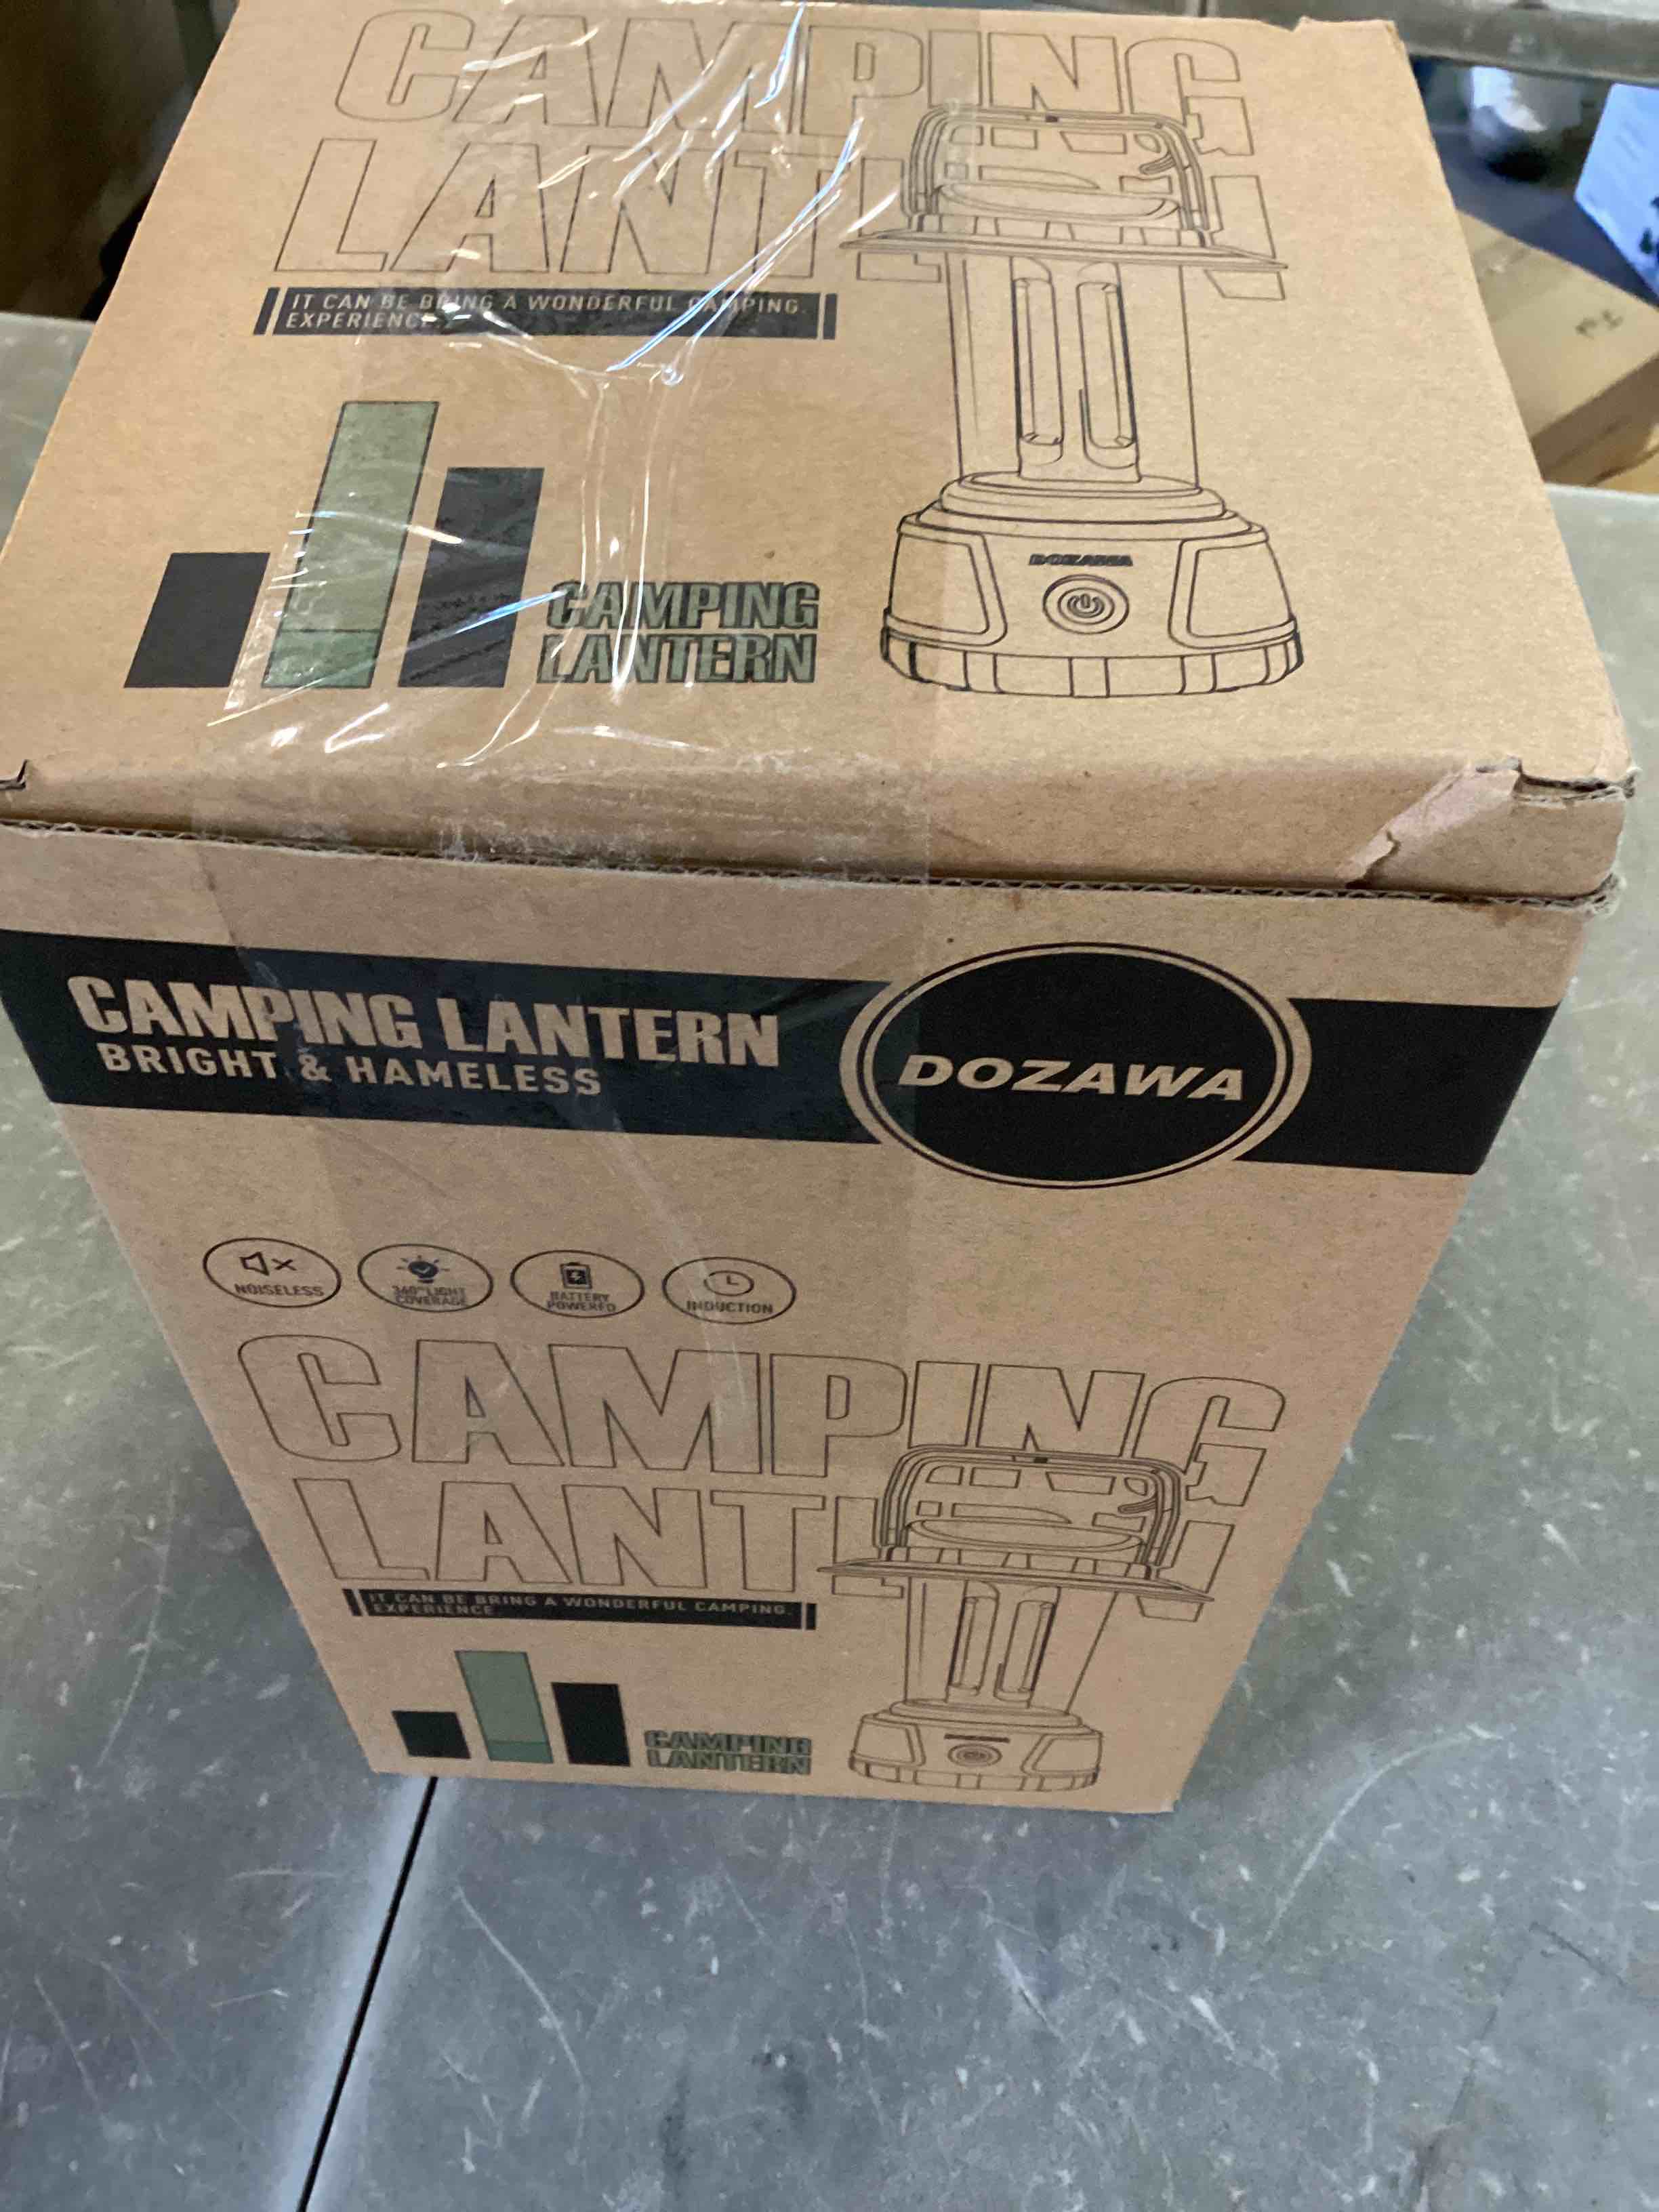 CAMPING
LANTERN
IT CAN BE BRING A WONDERFUL CAMPING.
EXPERIENCE
CAMPING
LANTERN
DOZAWA
CAMPING LANTERN
BRIGHT & HAMELESS
DOZAWA
NOISELESS
360° LIGHT
COVERAGE
BATTERY
POWERED
INDUCTION
CAMPING
LANTERN
IT CAN BE BRING A WONDERFUL CAMPING.
EXPERIENCE
CAMPING
LANTERN